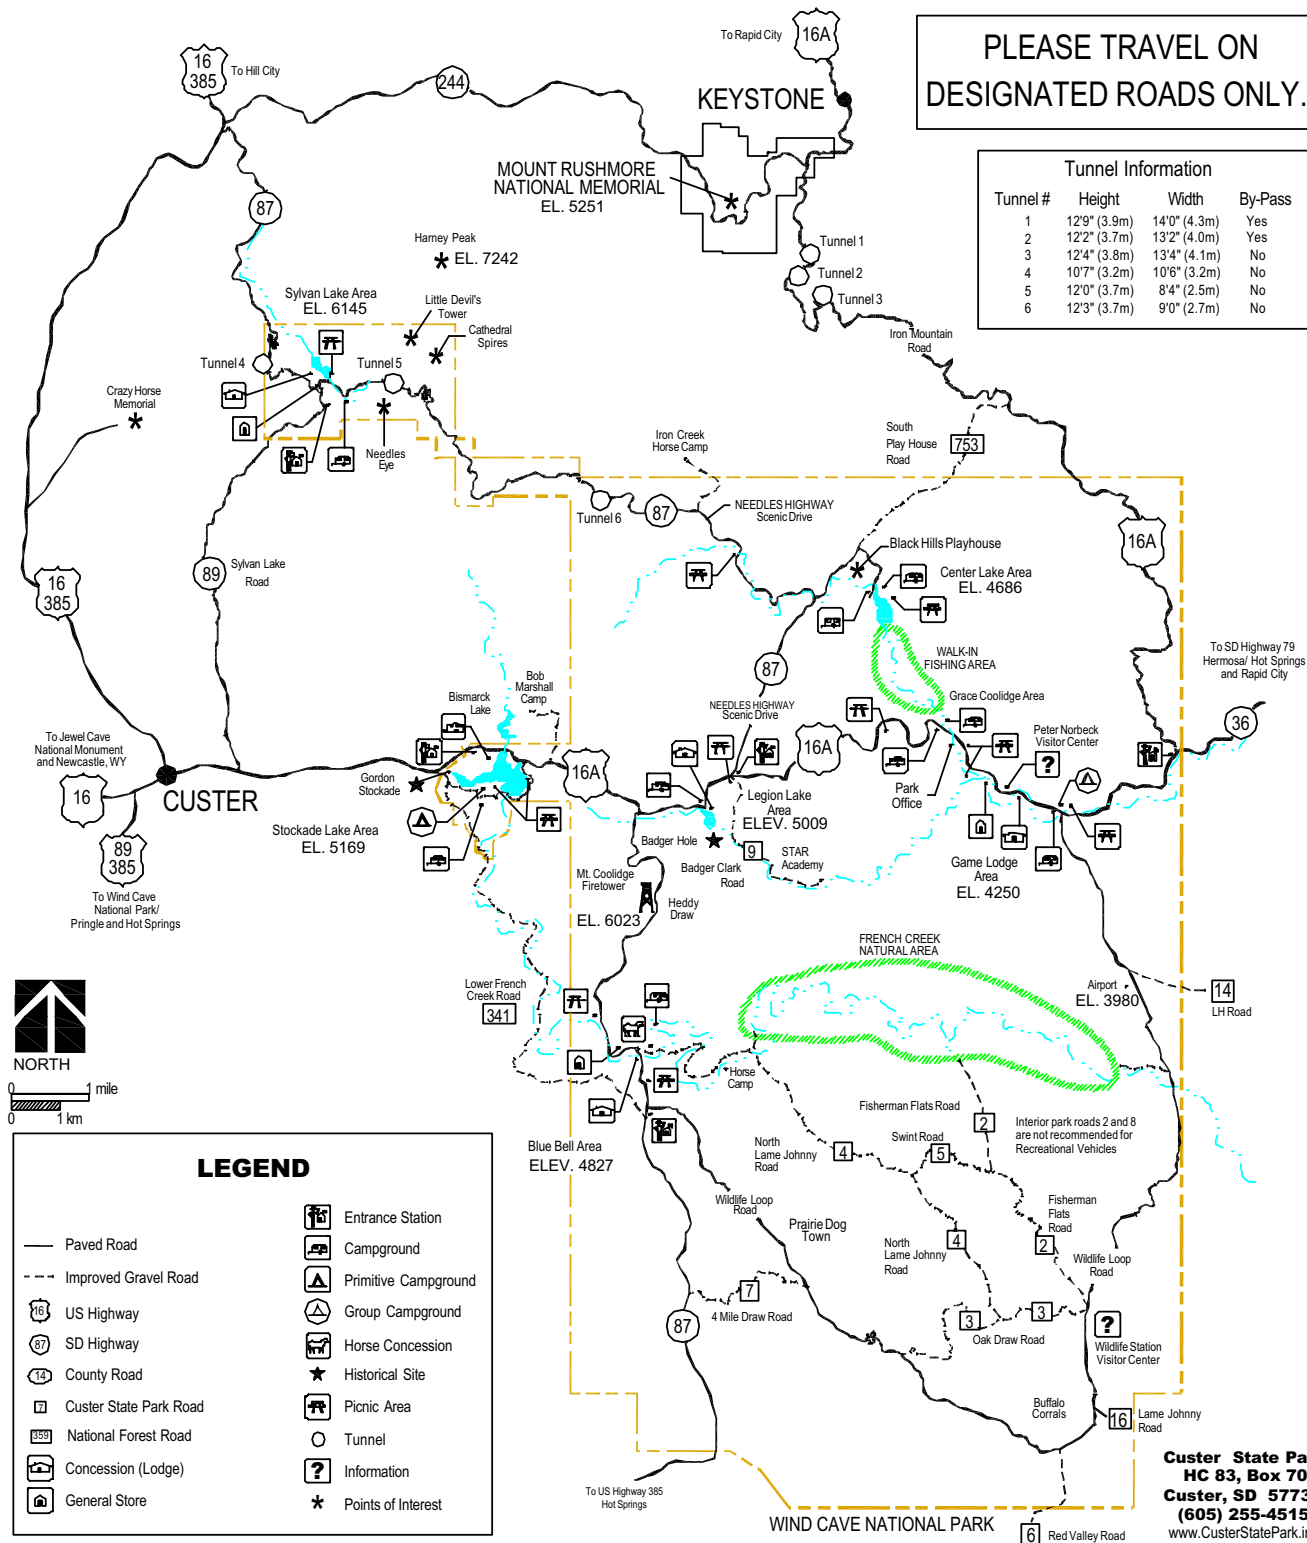 PLEASE TRAVEL ON
DESIGNATED ROADS ONLY.
Tunnel Information
Tunnel # Height Width By-Pass
1 12'9" (3.9m) 14'0" (4.3m) Yes
2 12'2" (3.7m) 13'2" (4.0m) Yes
3 12'4" (3.8m) 13'4" (4.1m) No
4 10'7" (3.2m) 10'6" (3.2m) No
5 12'0" (3.7m) 8'4" (2.5m) No
6 12'3" (3.7m) 9'0" (2.7m) No
To Rapid City
16A
16
385
To Hill City
244
KEYSTONE
MOUNT RUSHMORE
NATIONAL MEMORIAL
EL. 5251
87
Harney Peak
EL. 7242
Tunnel 1
Tunnel 2
Tunnel 3
Sylvan Lake Area
EL. 6145
Little Devil's
Tower
Cathedral
Spires
Iron Mountain
Road
Tunnel 4
Tunnel 5
Crazy Horse
Memorial
Needles
Eye
Iron Creek
Horse Camp
South
Play House
Road
753
Tunnel 6
87
NEEDLES HIGHWAY
Scenic Drive
16A
Black Hills Playhouse
Center Lake Area
EL. 4686
89
Sylvan Lake
Road
16
385
WALK-IN
FISHING AREA
To SD Highway 79
Hermosa/ Hot Springs
and Rapid City
36
87
Bob
Marshall
Camp
Bismarck
Lake
NEEDLES HIGHWAY
Scenic Drive
Grace Coolidge Area
Peter Norbeck
Visitor Center
?
16A
16A
To Jewel Cave
National Monument
and Newcastle, WY
16
CUSTER
Gordon
Stockade
Legion Lake
Area
ELEV. 5009
Park
Office
Stockade Lake Area
EL. 5169
89
385
To Wind Cave
National Park/
Pringle and Hot Springs
Badger Hole
9
STAR
Academy
Badger Clark
Road
Game Lodge
Area
EL. 4250
Mt. Coolidge
Firetower
EL. 6023
Heddy
Draw
FRENCH CREEK
NATURAL AREA
Airport
EL. 3980
14
LH Road
Lower French
Creek Road
341
NORTH
0 1 mile
0 1 km
Horse
Camp
Fisherman Flats Road
2
Interior park roads 2 and 8
are not recommended for
Recreational Vehicles
Blue Bell Area
ELEV. 4827
North
Lame Johnny
Road
4
Swint Road
5
Wildlife Loop
Road
Prairie Dog
Town
North
Lame Johnny
Road
4
Fisherman
Flats
Road
2
Wildlife Loop
Road
7
4 Mile Draw Road
87
3
3
Oak Draw Road
?
Wildlife Station
Visitor Center
Buffalo
Corrals
16
Lame Johnny
Road
To US Highway 385
Hot Springs
WIND CAVE NATIONAL PARK
6
Red Valley Road
LEGEND
Paved Road
Improved Gravel Road
16 US Highway
87 SD Highway
14 County Road
7 Custer State Park Road
359 National Forest Road
Concession (Lodge)
General Store
Entrance Station
Campground
Primitive Campground
Group Campground
Horse Concession
Historical Site
Picnic Area
Tunnel
? Information
Points of Interest
Custer State Pa
HC 83, Box 70
Custer, SD 5773
(605) 255-4515
www.CusterStatePark.in